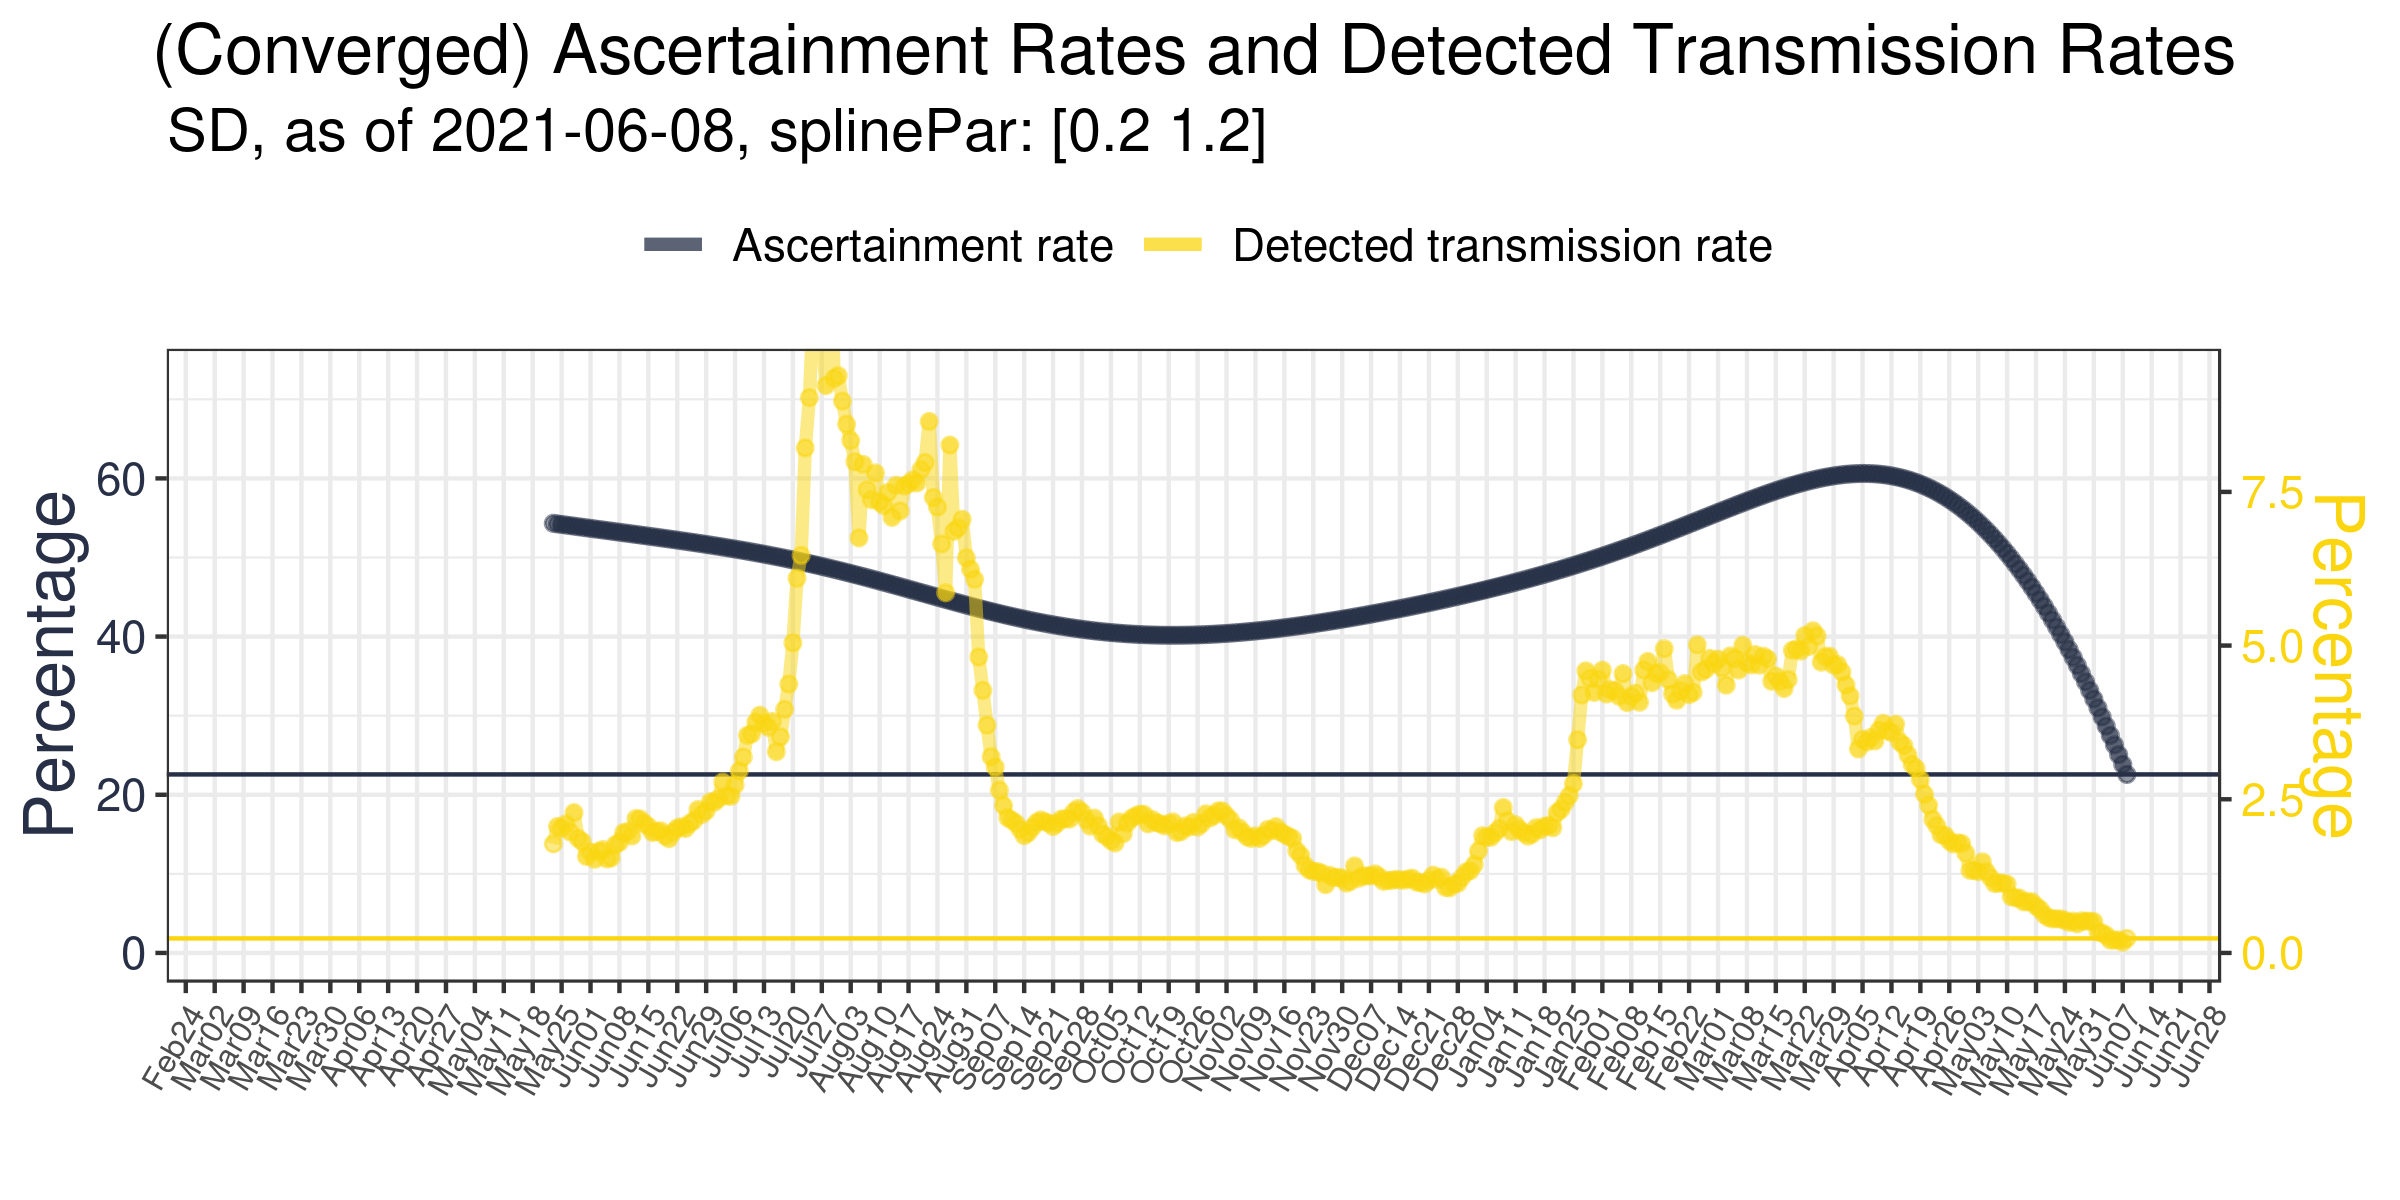 (Converged) Ascertainment Rates and Detected Transmission Rates
SD, as of 2021-06-08, splinePar: [0.2 1.2]
Ascertainment rate
Detected transmission rate
Percentage
60
40
20
0
7.5
5.0
2.5
0.0
Percentage
Feb24
Mar02
Mar09
Mar16
Mar23
Mar30
Apr06
Apr13
Apr20
Apr27
May04
May11
May18
May25
Jun01
Jun08
Jun15
Jun22
Jun29
Jul06
Jul13
Jul20
Jul27
Aug03
Aug10
Aug17
Aug24
Aug31
Sep07
Sep14
Sep21
Sep28
Oct05
Oct12
Oct19
Oct26
Nov02
Nov09
Nov16
Nov23
Nov30
Dec07
Dec14
Dec21
Dec28
Jan04
Jan11
Jan18
Jan25
Feb01
Feb08
Feb15
Feb22
Mar01
Mar08
Mar15
Mar22
Mar29
Apr05
Apr12
Apr19
Apr26
May03
May10
May17
May24
May31
Jun07
Jun14
Jun21
Jun28